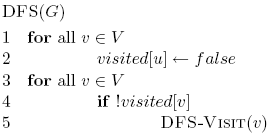 DFS(G)
1 for all v ∈ V
2 visited[u] ← false
3 for all v ∈ V
4 if !visited[v]
5 DFS-Visit(v)